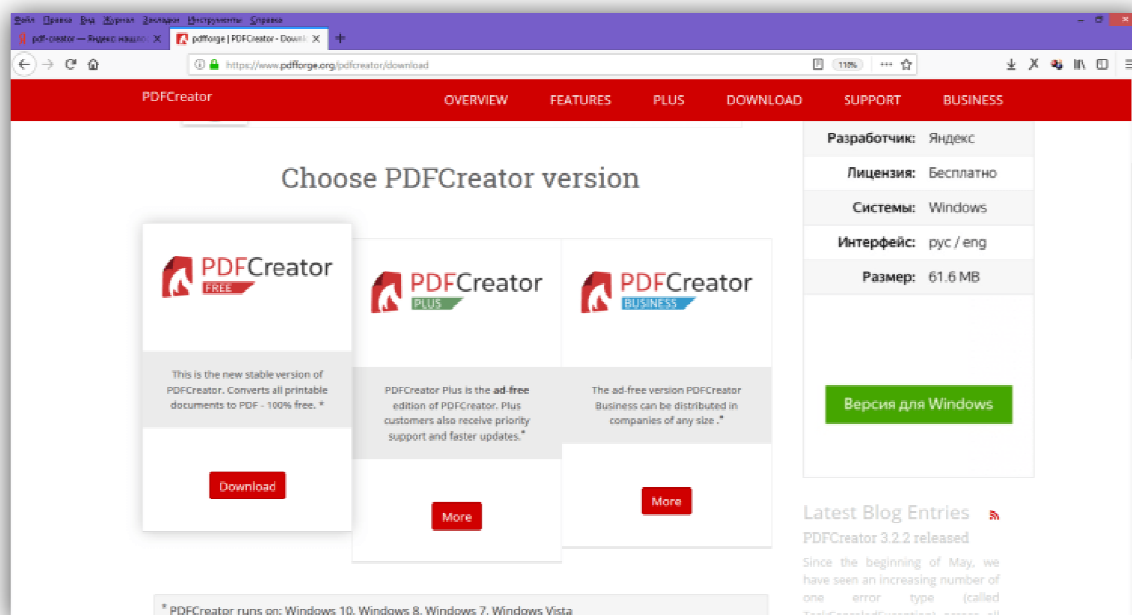 Файл Правка Вид Журнал Закладки Инструменты Справка
pdf-creator — Яндекс: нашло
pdfforge | PDFCreator - Downl
https://www.pdfforge.org/pdfcreator/download
110%
PDFCreator
OVERVIEW
FEATURES
PLUS
DOWNLOAD
SUPPORT
BUSINESS
Choose PDFCreator version
PDFCreator
FREE
This is the new stable version of
PDFCreator. Converts all printable
documents to PDF - 100% free. *
Download
PDFCreator
PLUS
PDFCreator Plus is the ad-free
edition of PDFCreator. Plus
customers also receive priority
support and faster updates.*
More
PDFCreator
BUSINESS
The ad-free version PDFCreator
Business can be distributed in
companies of any size .*
More
* PDFCreator runs on: Windows 10, Windows 8, Windows 7, Windows Vista
Разработчик: Яндекс
Лицензия: Бесплатно
Системы: Windows
Интерфейс: рус / eng
Размер: 61.6 MB
Версия для Windows
Latest Blog Entries
PDFCreator 3.2.2 released
Since the beginning of May, we
have seen an increasing number of
one error type (called